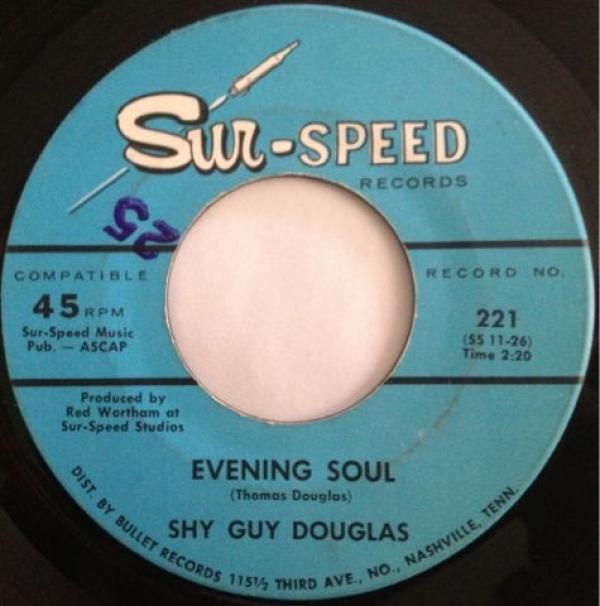 Sur-SPEED
RECORDS
25
COMPATIBLE
45 RPM
Sur-Speed Music
Pub. — ASCAP
RECORD NO.
221
(SS 11-26)
Time 2:20
Produced by
Red Wortham at
Sur-Speed Studios
EVENING SOUL
(Thomas Douglas)
SHY GUY DOUGLAS
DIST. BY BULLET RECORDS 115½ THIRD AVE., NO., NASHVILLE, TENN.